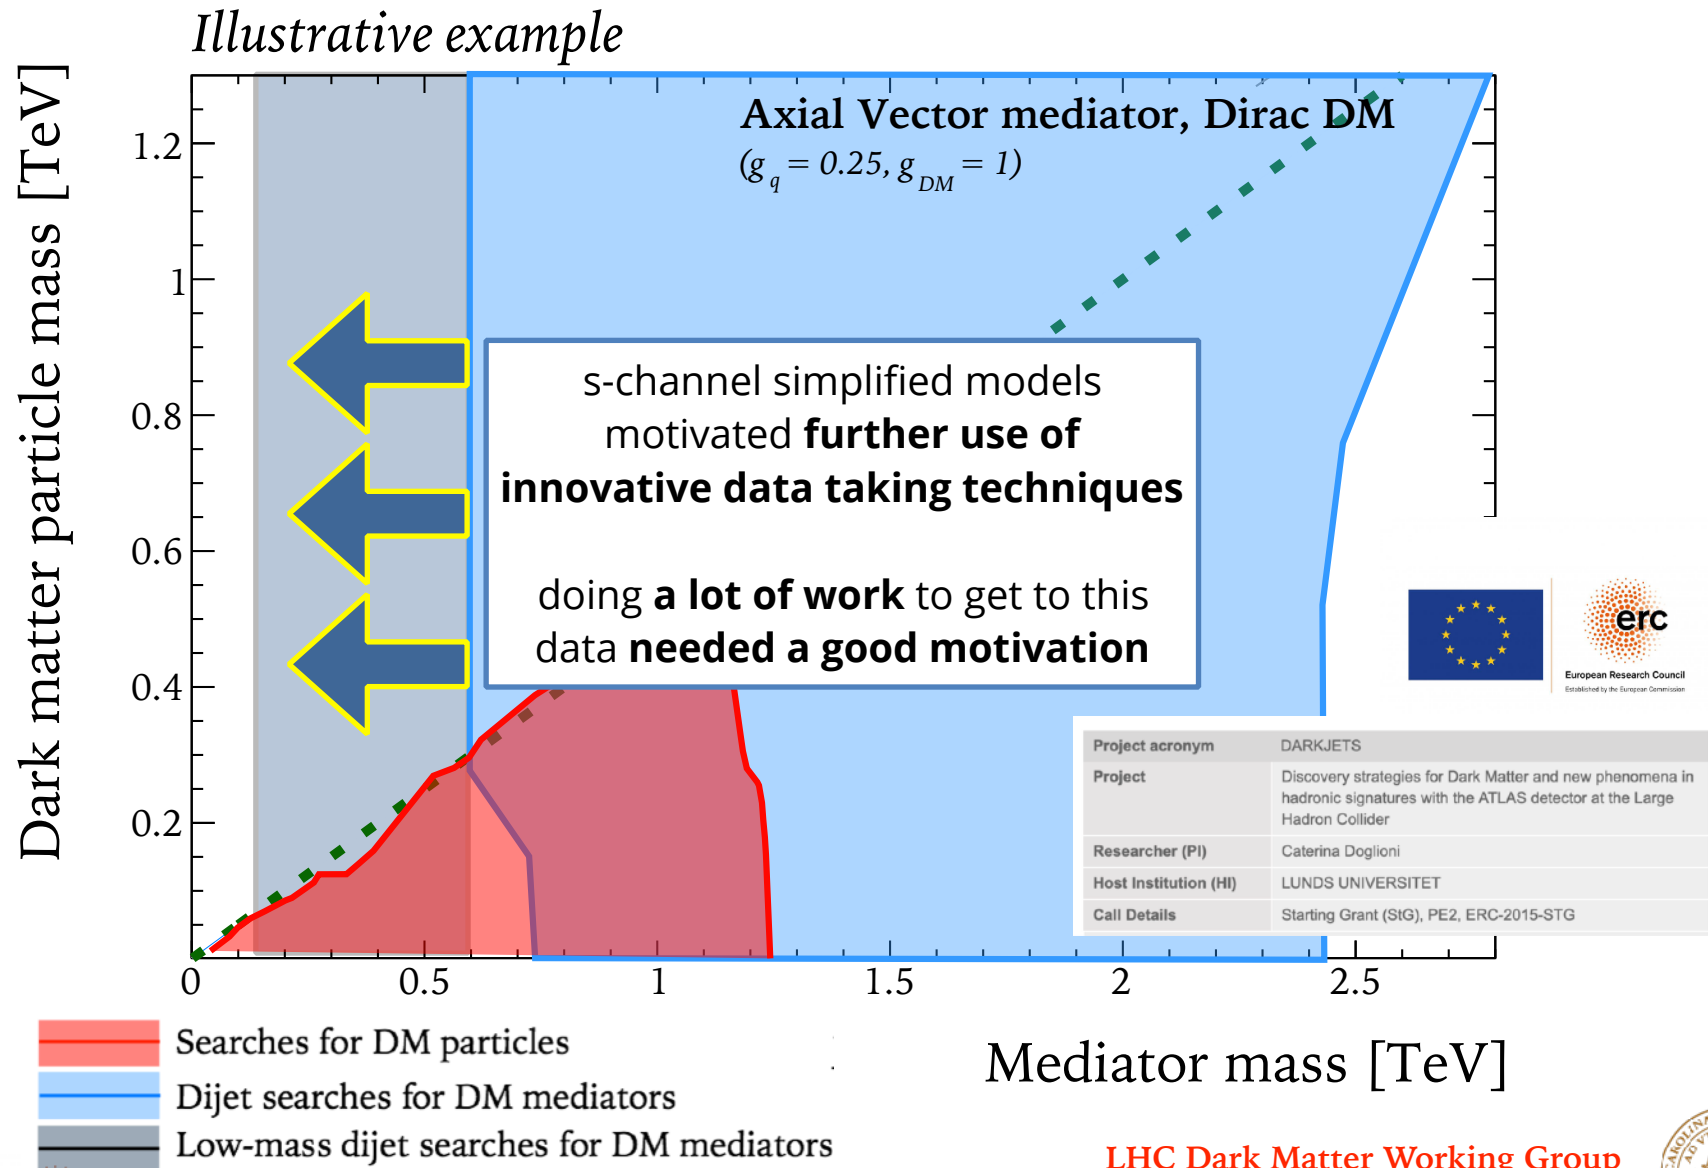 Illustrative example
Dark matter particle mass [TeV]
1.2
1
0.8
0.6
0.4
0.2
Axial Vector mediator, Dirac DM
(g_q = 0.25, g_DM = 1)
s-channel simplified models
motivated further use of
innovative data taking techniques
doing a lot of work to get to this
data needed a good motivation
erc
European Research Council
Established by the European Commission
Project acronym DARKJETS
Project Discovery strategies for Dark Matter and new phenomena in
hadronic signatures with the ATLAS detector at the Large
Hadron Collider
Researcher (PI) Caterina Doglioni
Host Institution (HI) LUNDS UNIVERSITET
Call Details Starting Grant (StG), PE2, ERC-2015-STG
0 0.5 1 1.5 2 2.5
Mediator mass [TeV]
Searches for DM particles
Dijet searches for DM mediators
Low-mass dijet searches for DM mediators
LHC Dark Matter Working Group